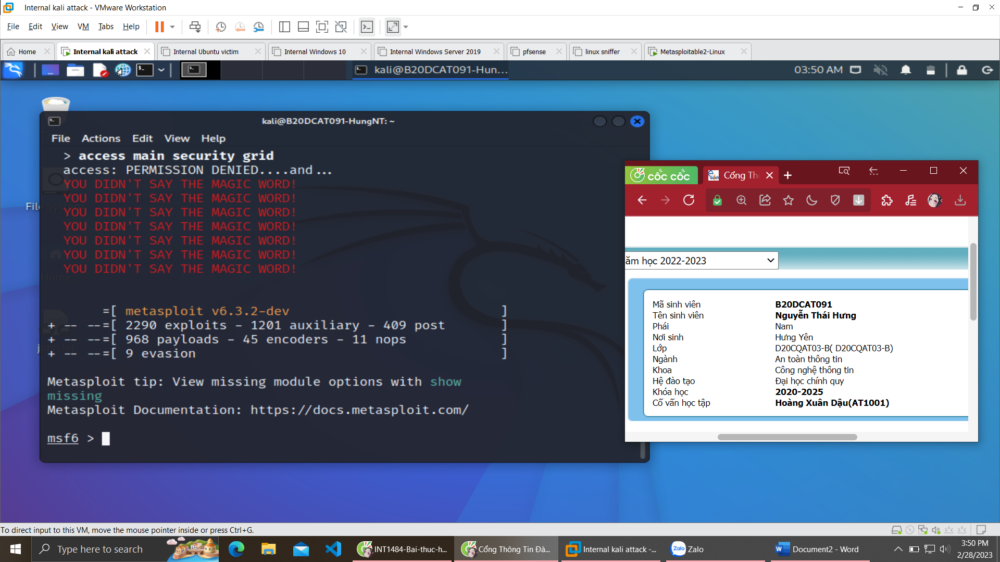 Internal kali attack - VMware Workstation
File Edit View VM Tabs Help
Home
Internal kali attack
Internal Ubuntu victim
Internal Windows 10
Internal Windows Server 2019
pfsense
linux sniffer
Metasploitable2-Linux
kali@B20DCAT091-Hun...
03:50 AM
kali@B20DCAT091-HungNT: ~
File Actions Edit View Help
> access main security grid
access: PERMISSION DENIED....and...
YOU DIDN'T SAY THE MAGIC WORD!
YOU DIDN'T SAY THE MAGIC WORD!
YOU DIDN'T SAY THE MAGIC WORD!
YOU DIDN'T SAY THE MAGIC WORD!
YOU DIDN'T SAY THE MAGIC WORD!
YOU DIDN'T SAY THE MAGIC WORD!
YOU DIDN'T SAY THE MAGIC WORD!
=[ metasploit v6.3.2-dev ]
+ -- --=[ 2290 exploits - 1201 auxiliary - 409 post ]
+ -- --=[ 968 payloads - 45 encoders - 11 nops ]
+ -- --=[ 9 evasion ]
Metasploit tip: View missing module options with show
missing
Metasploit Documentation: https://docs.metasploit.com/
msf6 >
File System
Home
cốc cốc
Cổng Th
ăm học 2022-2023
Mã sinh viên B20DCAT091
Tên sinh viên Nguyễn Thái Hưng
Phái Nam
Nơi sinh Hưng Yên
Lớp D20CQAT03-B( D20CQAT03-B)
Ngành An toàn thông tin
Khoa Công nghệ thông tin
Hệ đào tạo Đại học chính quy
Khóa học 2020-2025
Cố vấn học tập Hoàng Xuân Dậu(AT1001)
To direct input to this VM, move the mouse pointer inside or press Ctrl+G.
Type here to search
INT1484-Bai-thuc-h...
Cổng Thông Tin Đà...
Internal kali attack -...
Zalo
Zalo
Document2 - Word
3:50 PM
2/28/2023